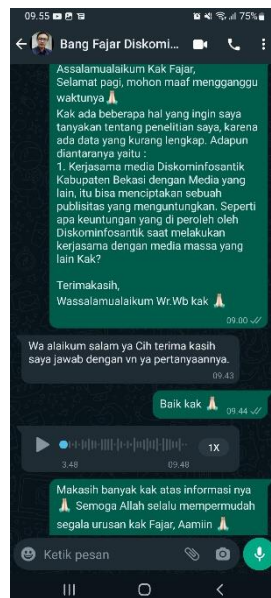 09.55
75%
Bang Fajar Diskomi...
Assalamualaikum Kak Fajar,
Selamat pagi, mohon maaf mengganggu
waktunya 🙏🏻
Kak ada beberapa hal yang ingin saya
tanyakan tentang penelitian saya, karena
ada data yang kurang lengkap. Adapun
diantaranya yaitu :
1. Kerjasama media Diskominfosantik
Kabupaten Bekasi dengan Media yang
lain, itu bisa menciptakan sebuah
publisitas yang menguntungkan. Seperti
apa keuntungan yang di peroleh oleh
Diskominfosantik saat melakukan
kerjasama dengan media massa yang
lain Kak?
Terimakasih,
Wassalamualaikum Wr.Wb kak 🙏🏻
09.00
Wa alaikum salam ya Cih terima kasih
saya jawab dengan vn ya pertanyaannya.
09.43
Baik kak 🙏🏻
09.44
1X
3.48
09.48
Makasih banyak kak atas informasi nya
🙏🏻 Semoga Allah selalu mempermudah
segala urusan kak Fajar, Aamiin 🙏🏻
Ketik pesan